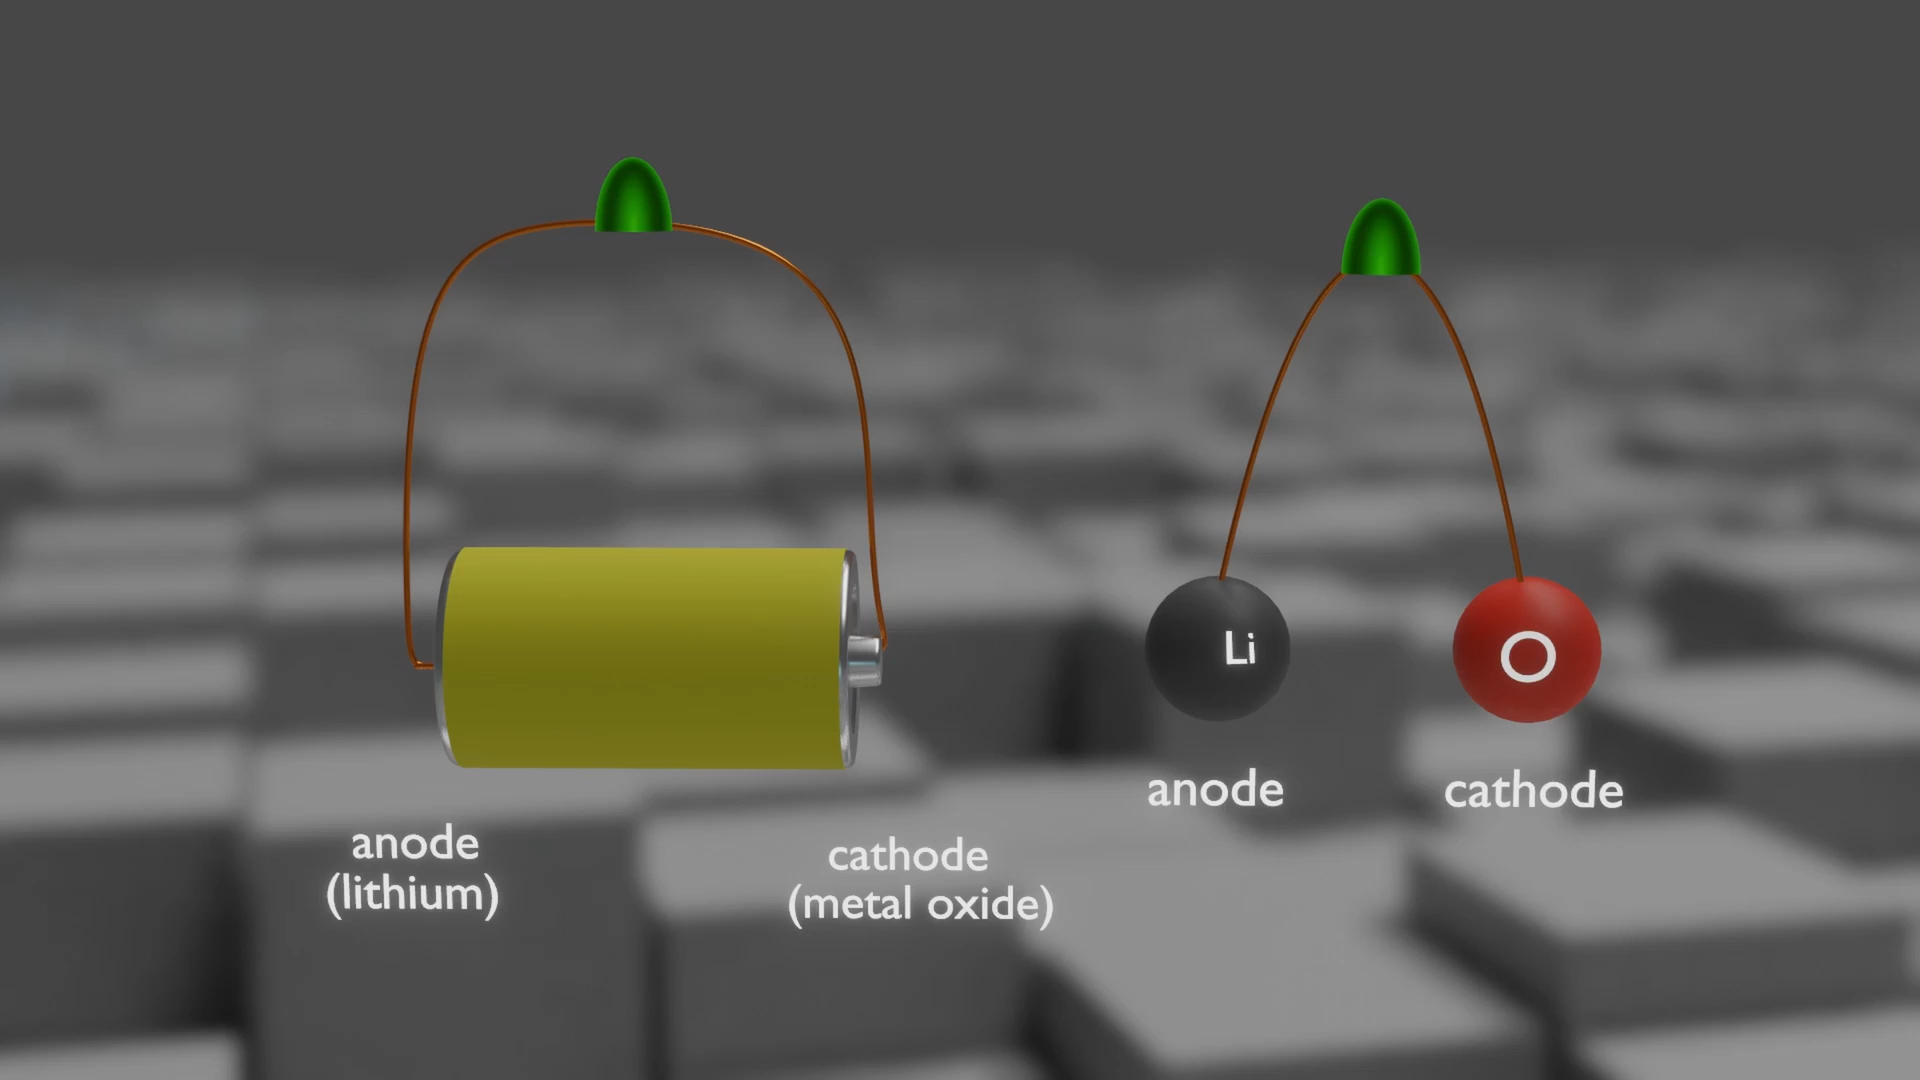 anode
(lithium)
cathode
(metal oxide)
Li
O
anode
cathode